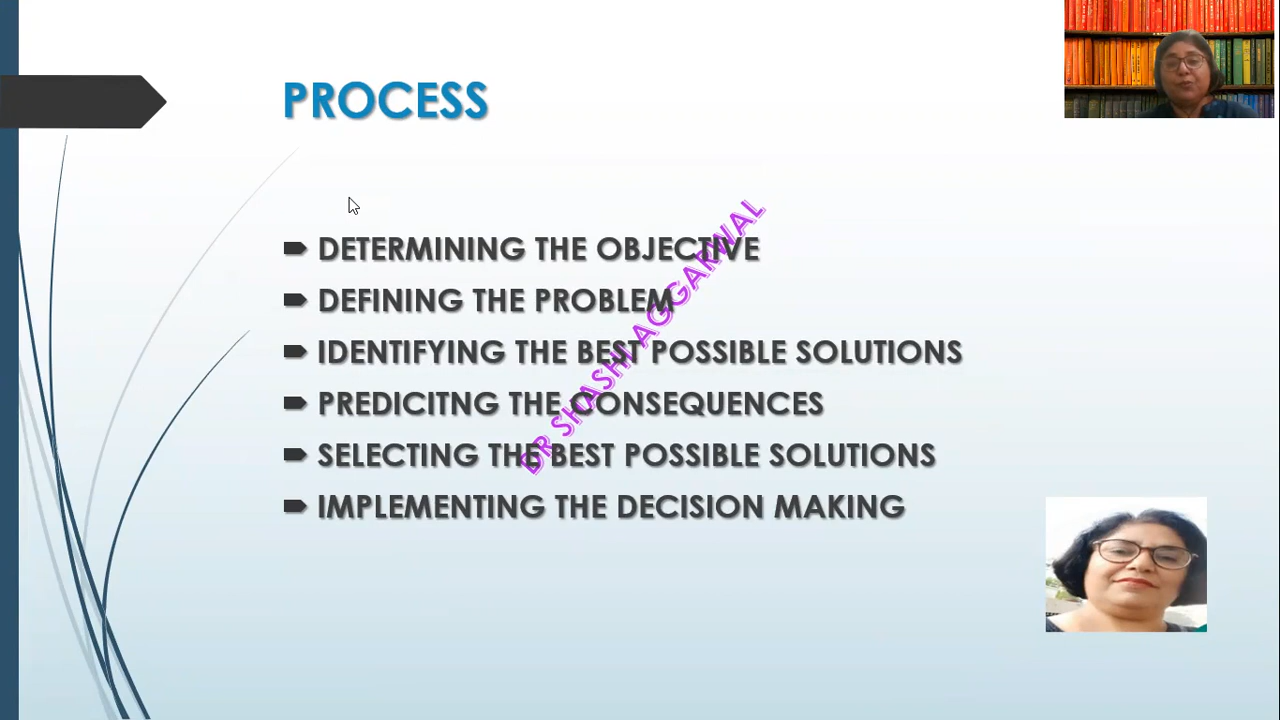 PROCESS
DETERMINING THE OBJECTIVE
DEFINING THE PROBLEM
IDENTIFYING THE BEST POSSIBLE SOLUTIONS
PREDICITNG THE CONSEQUENCES
SELECTING THE BEST POSSIBLE SOLUTIONS
IMPLEMENTING THE DECISION MAKING
DR SHASHI AGGARWAL